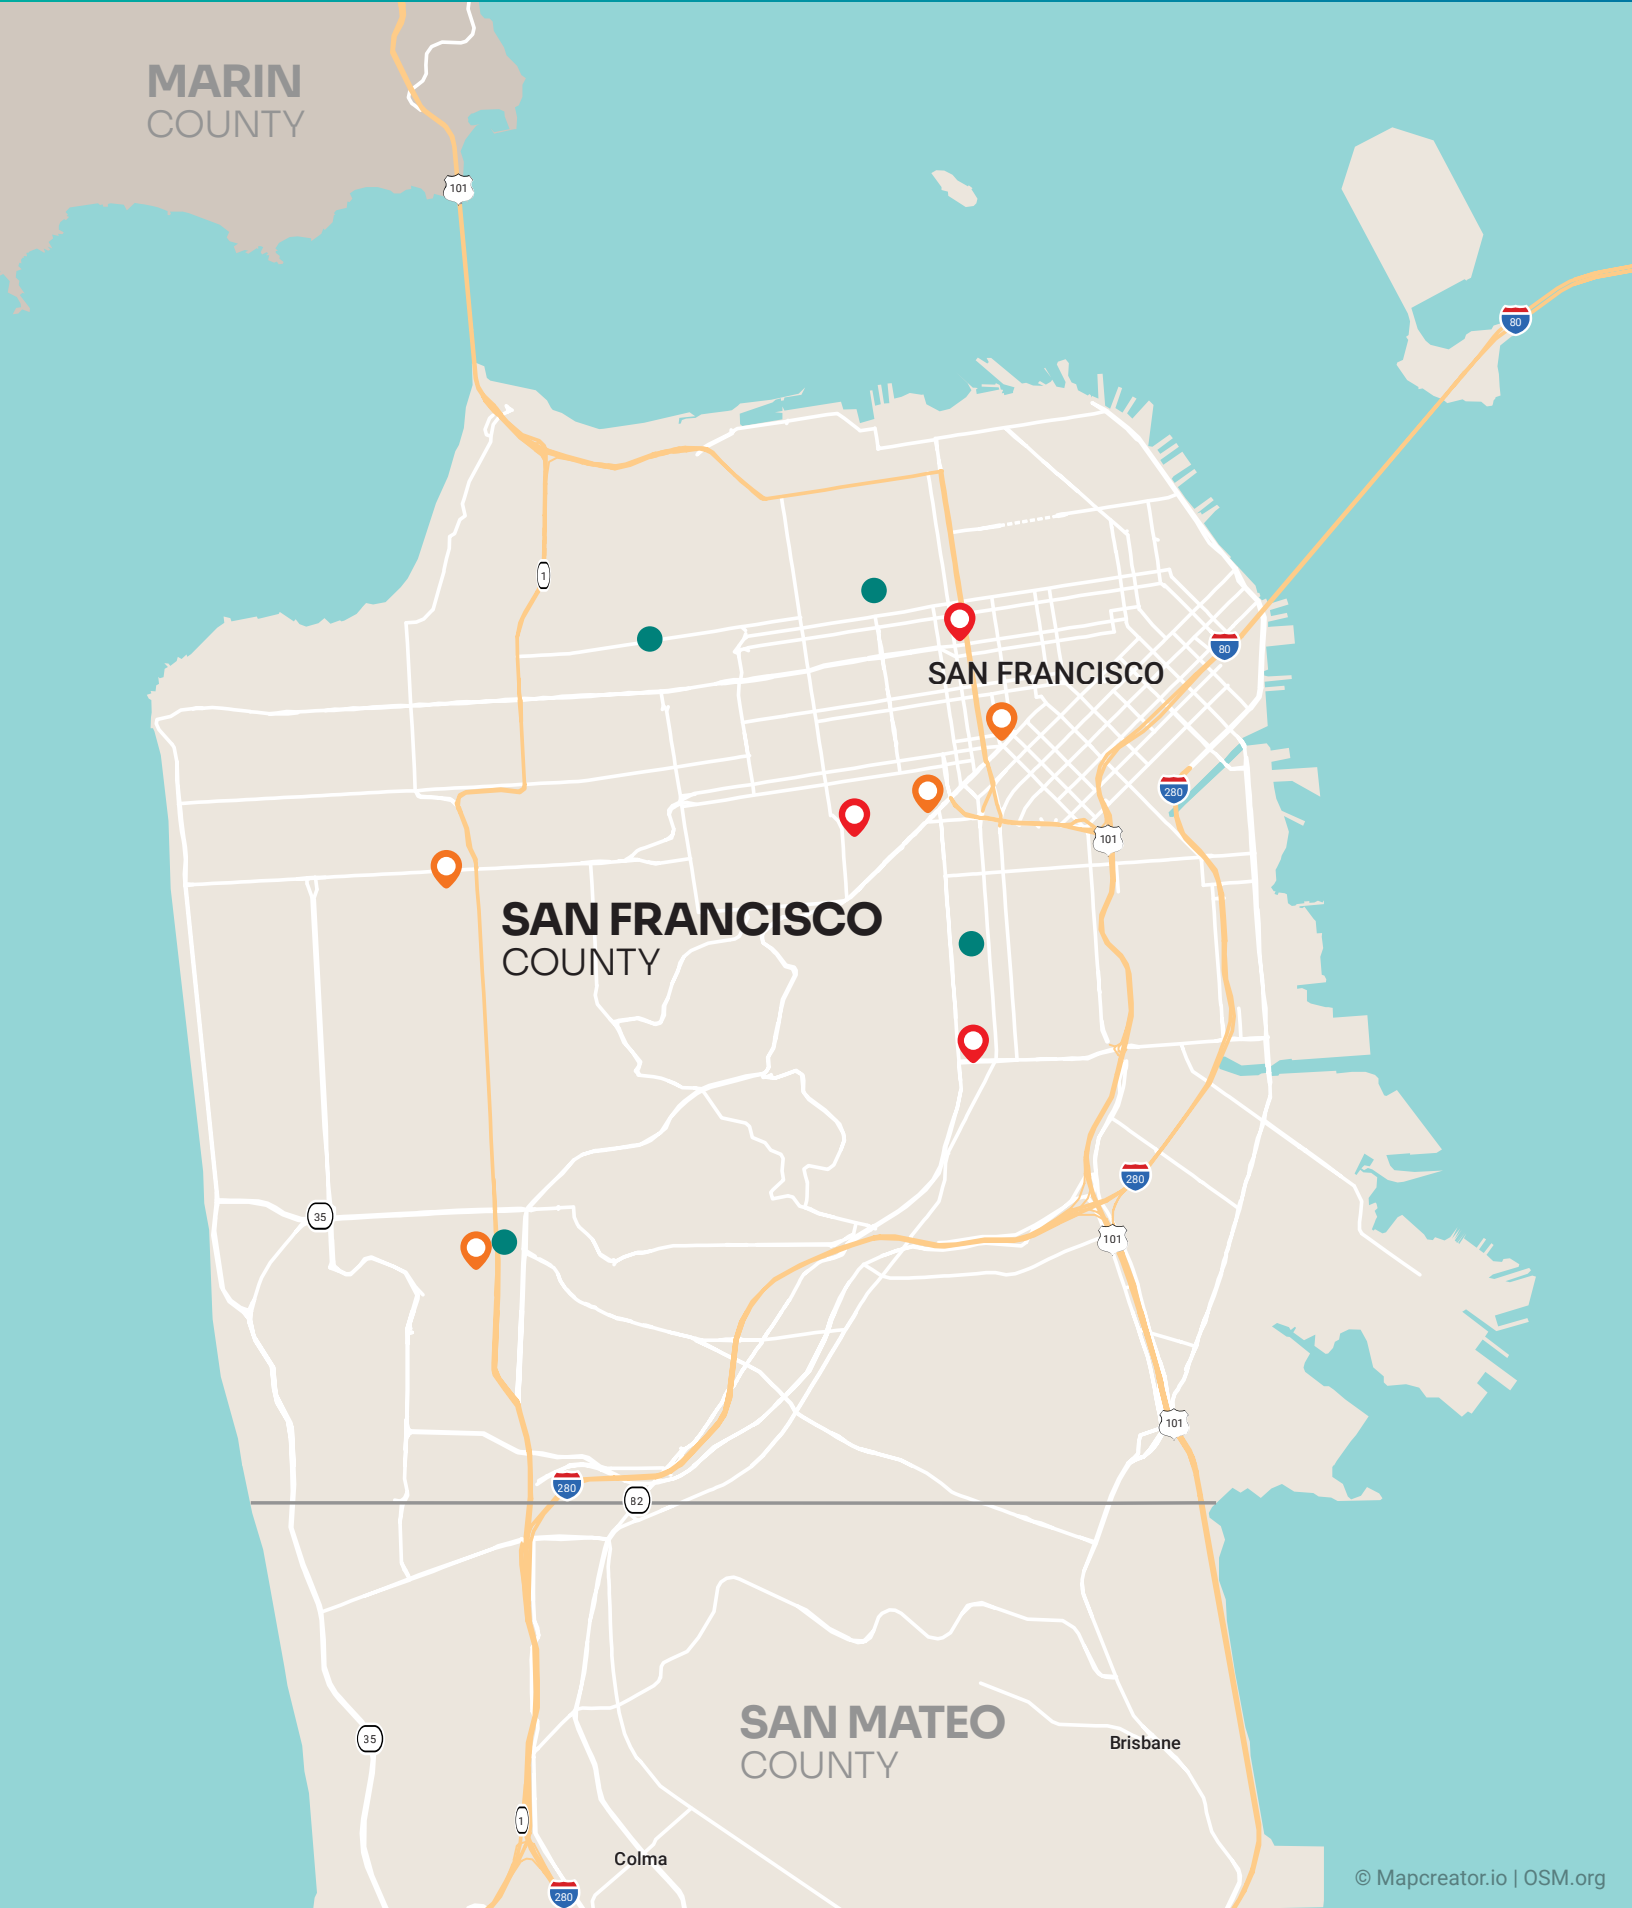 MARIN
COUNTY
101
80
1
80
SAN FRANCISCO
280
101
SAN FRANCISCO
COUNTY
280
35
101
101
280
82
SAN MATEO
COUNTY
35
Brisbane
1
Colma
© Mapcreator.io | OSM.org
280